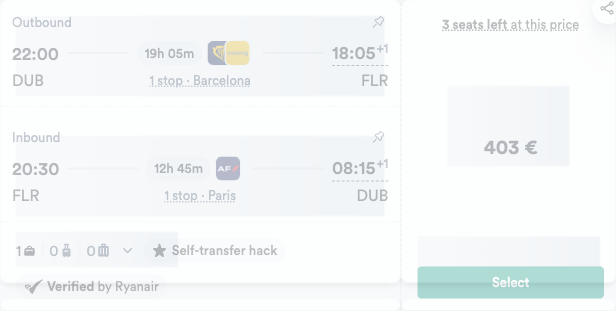 Outbound
22:00 19h 05m 18:05+1
DUB 1 stop · Barcelona FLR
Inbound
20:30 12h 45m AF 08:15+1
FLR 1 stop · Paris DUB
1 0 0 Self-transfer hack
Verified by Ryanair
3 seats left at this price
403 €
Select